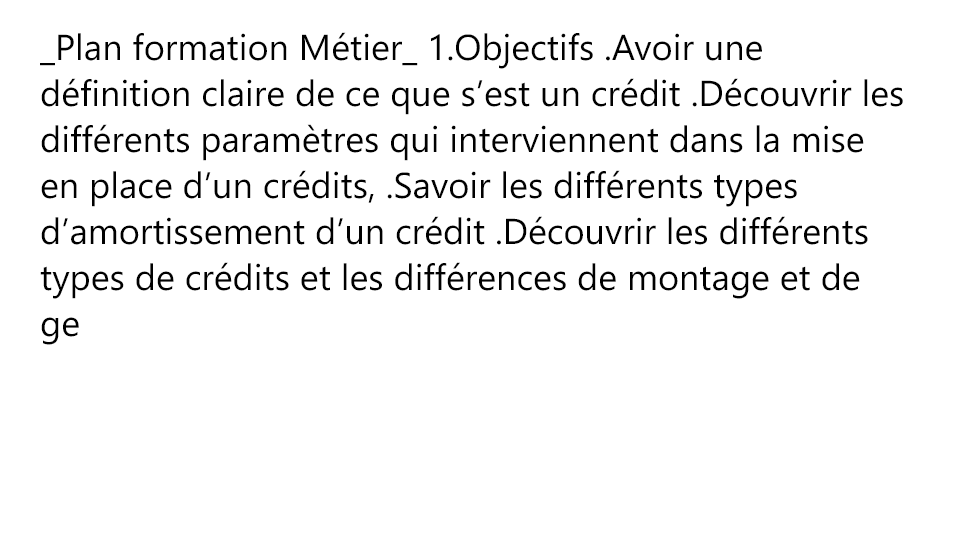 _Plan formation Métier_ 1.Objectifs .Avoir une
définition claire de ce que s’est un crédit .Découvrir les
différents paramètres qui interviennent dans la mise
en place d’un crédits, .Savoir les différents types
d’amortissement d’un crédit .Découvrir les différents
types de crédits et les différences de montage et de
ge